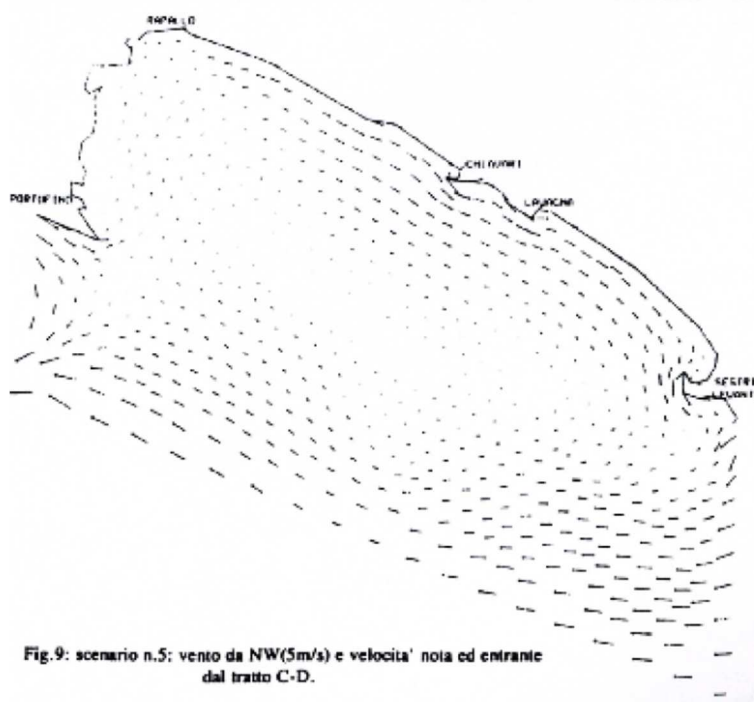 RAPALLO
CHIAVARI
LAVAGNA
PORTOFINO
SESTRI
LEVANTE
Fig.9: scenario n.5: vento da NW(5m/s) e velocita' nota ed entrante
dal tratto C-D.